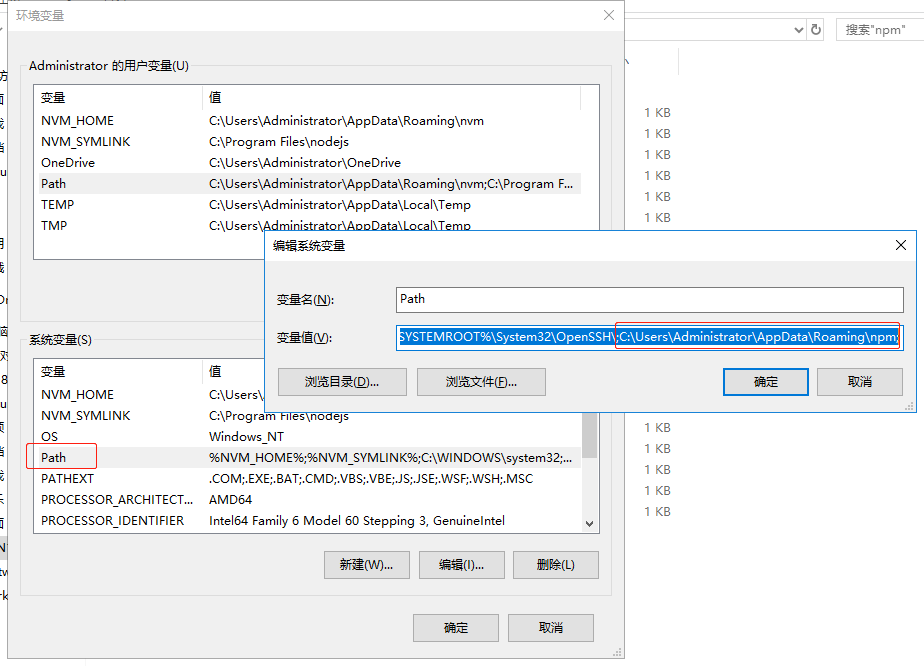 环境变量
搜索"npm"
Administrator 的用户变量(U)
变量 值
NVM_HOME C:\Users\Administrator\AppData\Roaming\nvm
NVM_SYMLINK C:\Program Files\nodejs
OneDrive C:\Users\Administrator\OneDrive
Path C:\Users\Administrator\AppData\Roaming\nvm;C:\Program F...
TEMP C:\Users\Administrator\AppData\Local\Temp
TMP C:\Users\Administrator\AppData\Local\Temp
1 KB
1 KB
1 KB
1 KB
1 KB
1 KB
编辑系统变量
变量名(N):
Path
变量值(V):
SYSTEMROOT%\System32\OpenSSH\;C:\Users\Administrator\AppData\Roaming\npm;
浏览目录(D)... 浏览文件(F)... 确定 取消
系统变量(S)
变量 值
NVM_HOME C:\Users
NVM_SYMLINK C:\Program Files\nodejs
OS Windows_NT
Path %NVM_HOME%;%NVM_SYMLINK%;C:\WINDOWS\system32;...
PATHEXT .COM;.EXE;.BAT;.CMD;.VBS;.VBE;.JS;.JSE;.WSF;.WSH;.MSC
PROCESSOR_ARCHITECT... AMD64
PROCESSOR_IDENTIFIER Intel64 Family 6 Model 60 Stepping 3, GenuineIntel
1 KB
1 KB
1 KB
1 KB
1 KB
新建(W)... 编辑(I)... 删除(L)
确定 取消